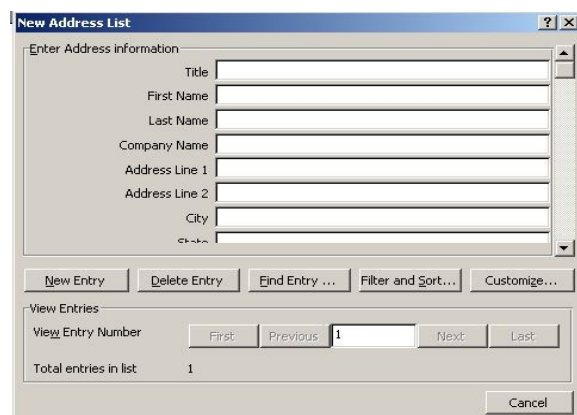 New Address List
Enter Address information
Title
First Name
Last Name
Company Name
Address Line 1
Address Line 2
City
State
New Entry Delete Entry Find Entry ... Filter and Sort... Customize...
View Entries
View Entry Number First Previous 1 Next Last
Total entries in list 1
Cancel